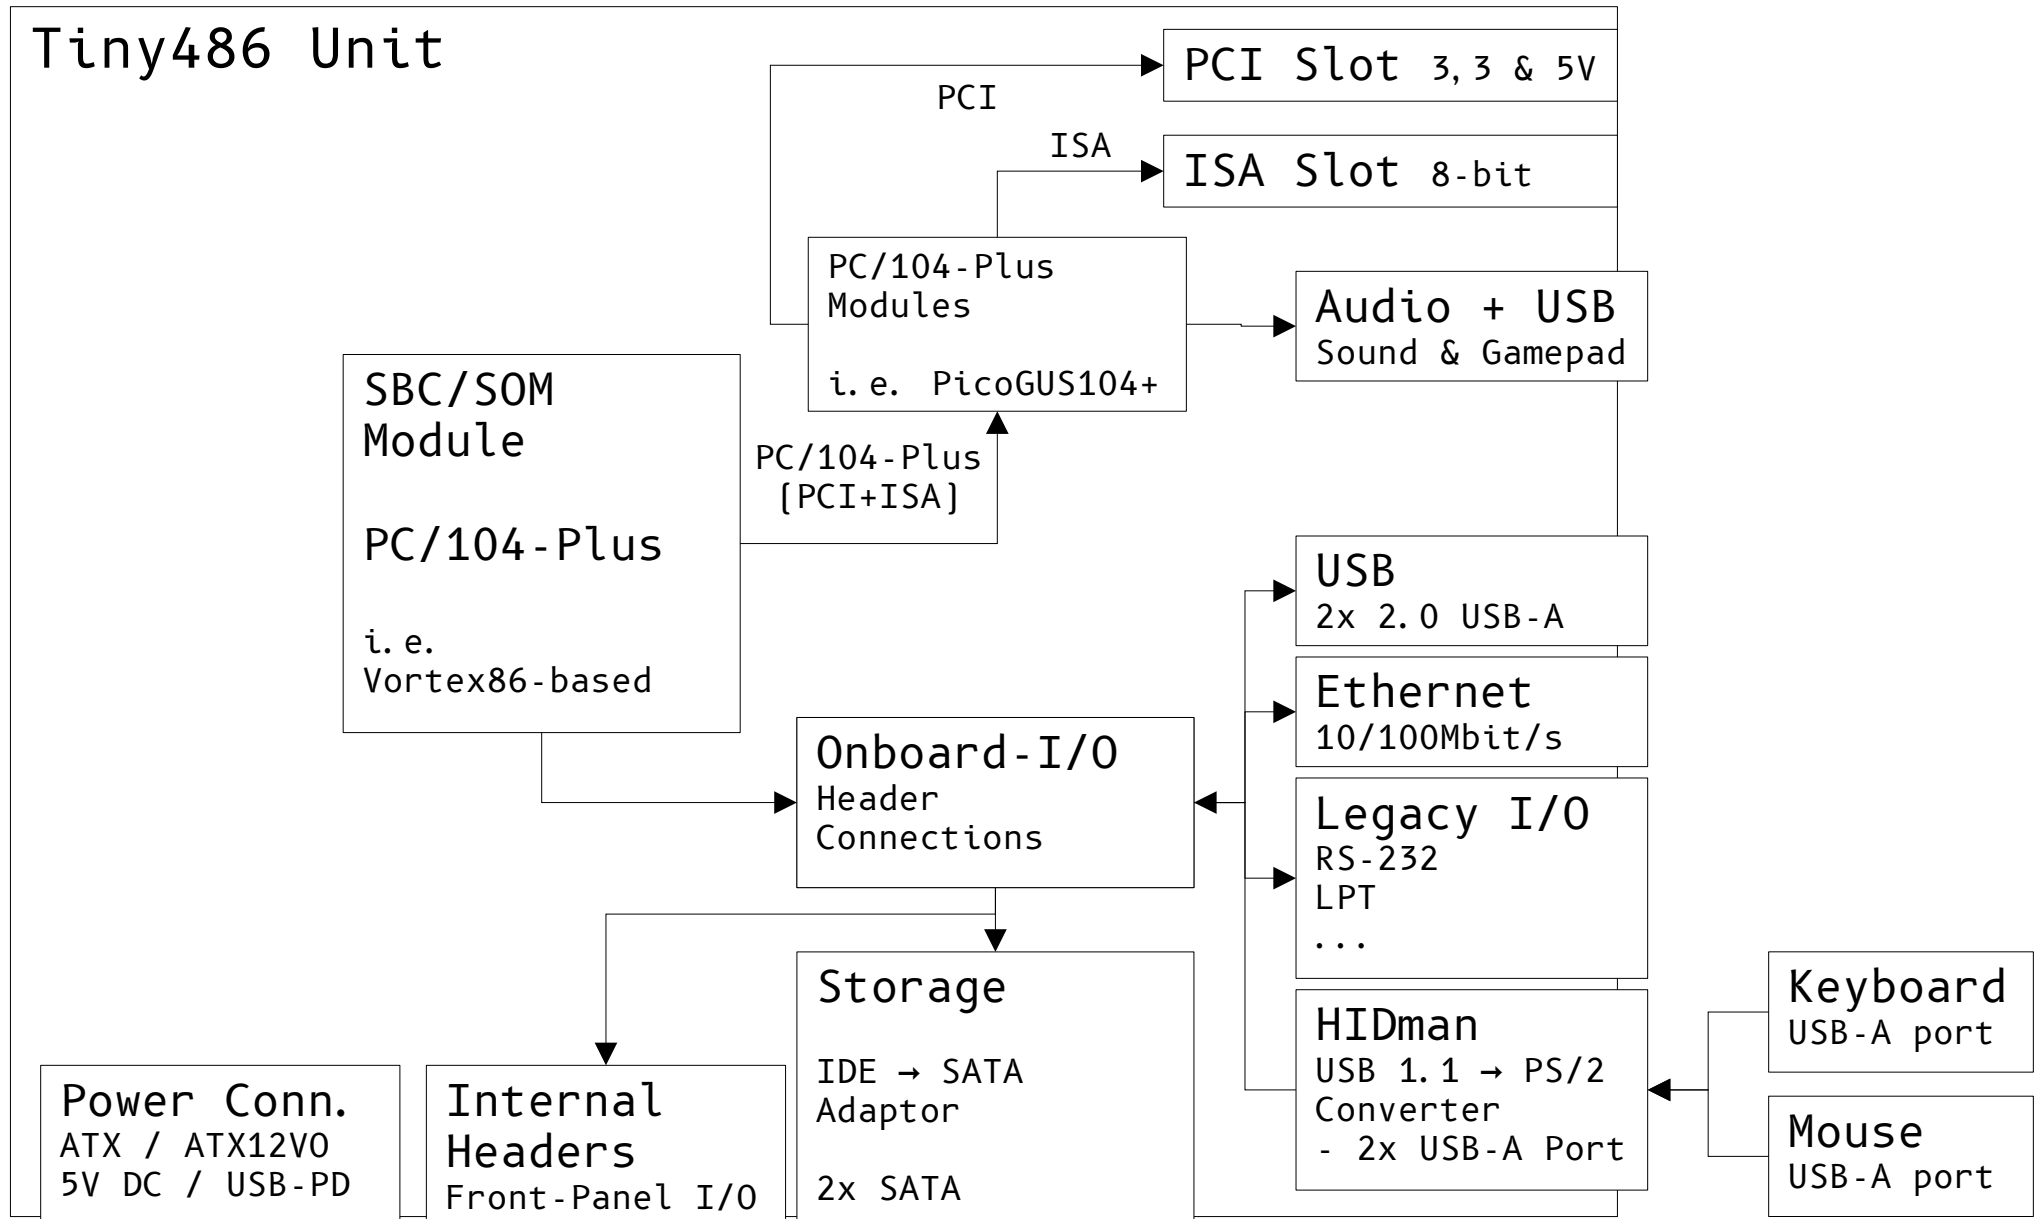 Tiny486 Unit
PCI Slot 3,3 & 5V
PCI
ISA
ISA Slot 8-bit
PC/104-Plus
Modules
i.e. PicoGUS104+
Audio + USB
Sound & Gamepad
SBC/SOM
Module
PC/104-Plus
i.e.
Vortex86-based
PC/104-Plus
[PCI+ISA]
USB
2x 2.0 USB-A
Ethernet
10/100Mbit/s
Onboard-I/O
Header
Connections
Legacy I/O
RS-232
LPT
...
Storage
IDE → SATA
Adaptor
2x SATA
HIDman
USB 1.1 → PS/2
Converter
- 2x USB-A Port
Keyboard
USB-A port
Mouse
USB-A port
Power Conn.
ATX / ATX12VO
5V DC / USB-PD
Internal
Headers
Front-Panel I/O